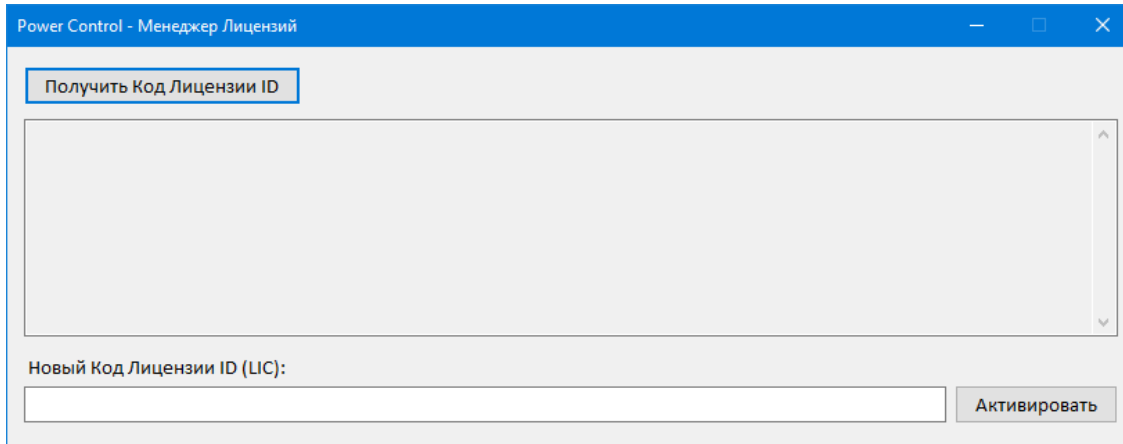 Power Control - Менеджер Лицензий
Получить Код Лицензии ID
Новый Код Лицензии ID (LIC):
Активировать